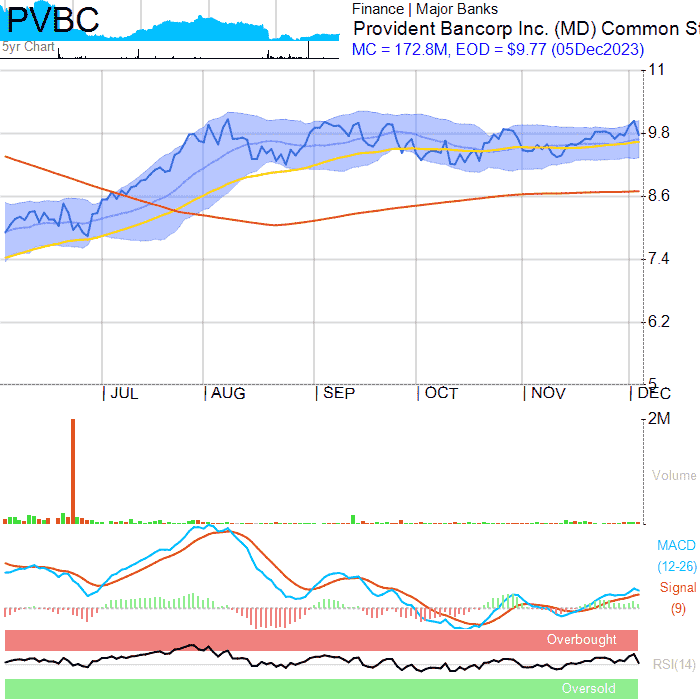 PVBC
5yr Chart
Finance | Major Banks
Provident Bancorp Inc. (MD) Common St
MC = 172.8M, EOD = $9.77 (05Dec2023)
11
9.8
8.6
7.4
6.2
5
JUL AUG SEP OCT NOV DEC
2M
Volume
MACD
(12-26)
Signal
(9)
Overbought
RSI(14)
Oversold